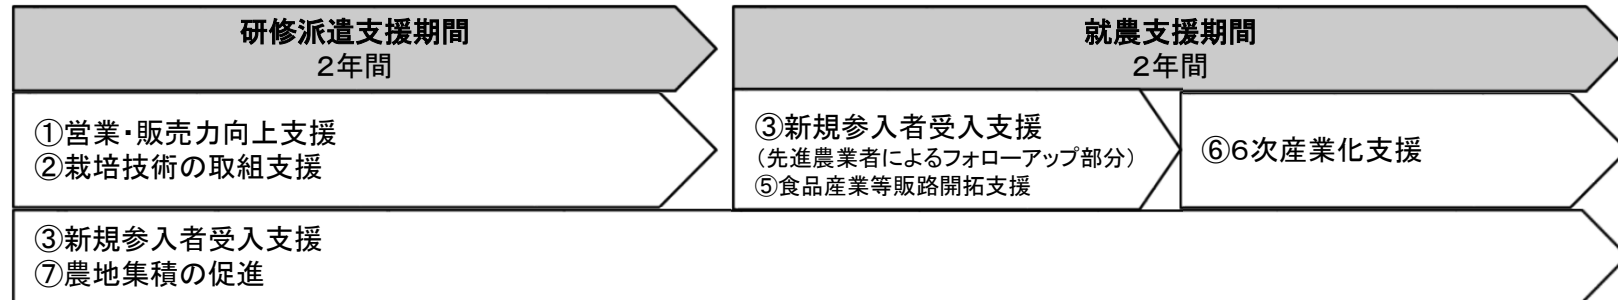 研修派遣支援期間
２年間
就農支援期間
２年間
①営業・販売力向上支援
②栽培技術の取組支援
③新規参入者受入支援
（先進農業者によるフォローアップ部分）
⑤食品産業等販路開拓支援
⑥６次産業化支援
③新規参入者受入支援
⑦農地集積の促進